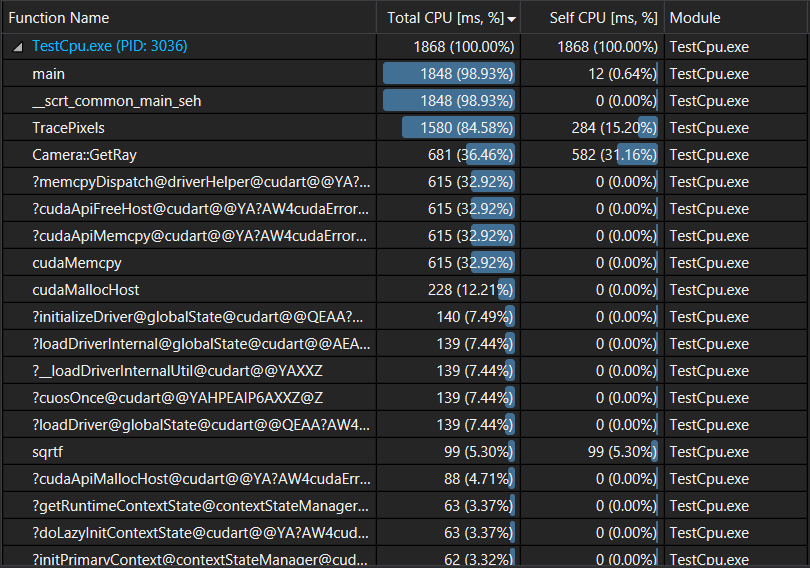 Function Name Total CPU [ms, %] Self CPU [ms, %] Module
TestCpu.exe (PID: 3036) 1868 (100.00%) 1868 (100.00%) TestCpu.exe
main 1848 (98.93%) 12 (0.64%) TestCpu.exe
__scrt_common_main_seh 1848 (98.93%) 0 (0.00%) TestCpu.exe
TracePixels 1580 (84.58%) 284 (15.20%) TestCpu.exe
Camera::GetRay 681 (36.46%) 582 (31.16%) TestCpu.exe
?memcpyDispatch@driverHelper@cudart@@YA?... 615 (32.92%) 0 (0.00%) TestCpu.exe
?cudaApiFreeHost@cudart@@YA?AW4cudaError... 615 (32.92%) 0 (0.00%) TestCpu.exe
?cudaApiMemcpy@cudart@@YA?AW4cudaError... 615 (32.92%) 0 (0.00%) TestCpu.exe
cudaMemcpy 615 (32.92%) 0 (0.00%) TestCpu.exe
cudaMallocHost 228 (12.21%) 0 (0.00%) TestCpu.exe
?initializeDriver@globalState@cudart@@QEAA?... 140 (7.49%) 0 (0.00%) TestCpu.exe
?loadDriverInternal@globalState@cudart@@AEA... 139 (7.44%) 0 (0.00%) TestCpu.exe
?__loadDriverInternalUtil@cudart@@YAXXZ 139 (7.44%) 0 (0.00%) TestCpu.exe
?cuosOnce@cudart@@YAHPEAIP6AXXZ@Z 139 (7.44%) 0 (0.00%) TestCpu.exe
?loadDriver@globalState@cudart@@QEAA?AW4... 139 (7.44%) 0 (0.00%) TestCpu.exe
sqrtf 99 (5.30%) 99 (5.30%) TestCpu.exe
?cudaApiMallocHost@cudart@@YA?AW4cudaErr... 88 (4.71%) 0 (0.00%) TestCpu.exe
?getRuntimeContextState@contextStateManager... 63 (3.37%) 0 (0.00%) TestCpu.exe
?doLazyInitContextState@cudart@@YA?AW4cud... 63 (3.37%) 0 (0.00%) TestCpu.exe
?initPrimaryContext@contextStateManager@cud... 62 (3.32%) 0 (0.00%) TestCpu.exe